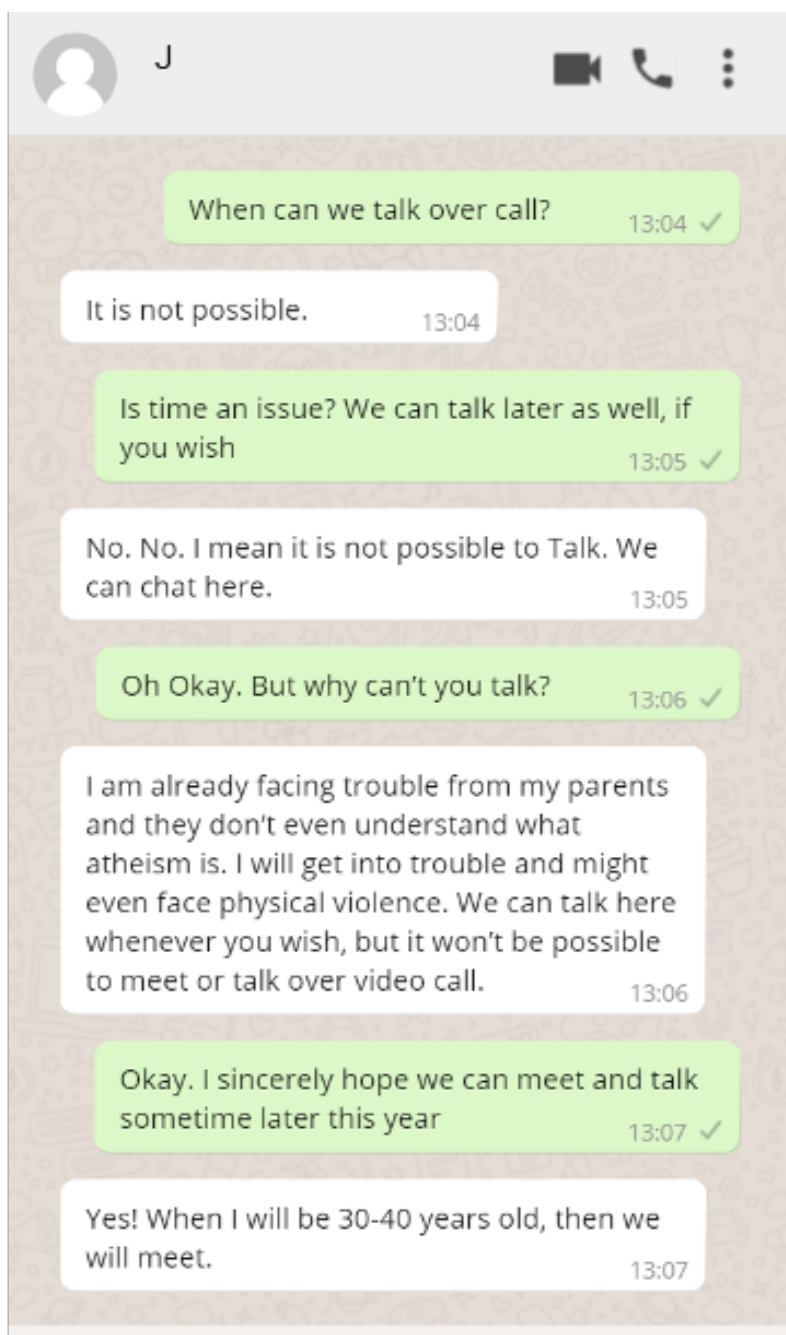 J
When can we talk over call?
13:04
It is not possible.
13:04
Is time an issue? We can talk later as well, if
you wish
13:05
No. No. I mean it is not possible to Talk. We
can chat here.
13:05
Oh Okay. But why can't you talk?
13:06
I am already facing trouble from my parents
and they don't even understand what
atheism is. I will get into trouble and might
even face physical violence. We can talk here
whenever you wish, but it won't be possible
to meet or talk over video call.
13:06
Okay. I sincerely hope we can meet and talk
sometime later this year
13:07
Yes! When I will be 30-40 years old, then we
will meet.
13:07